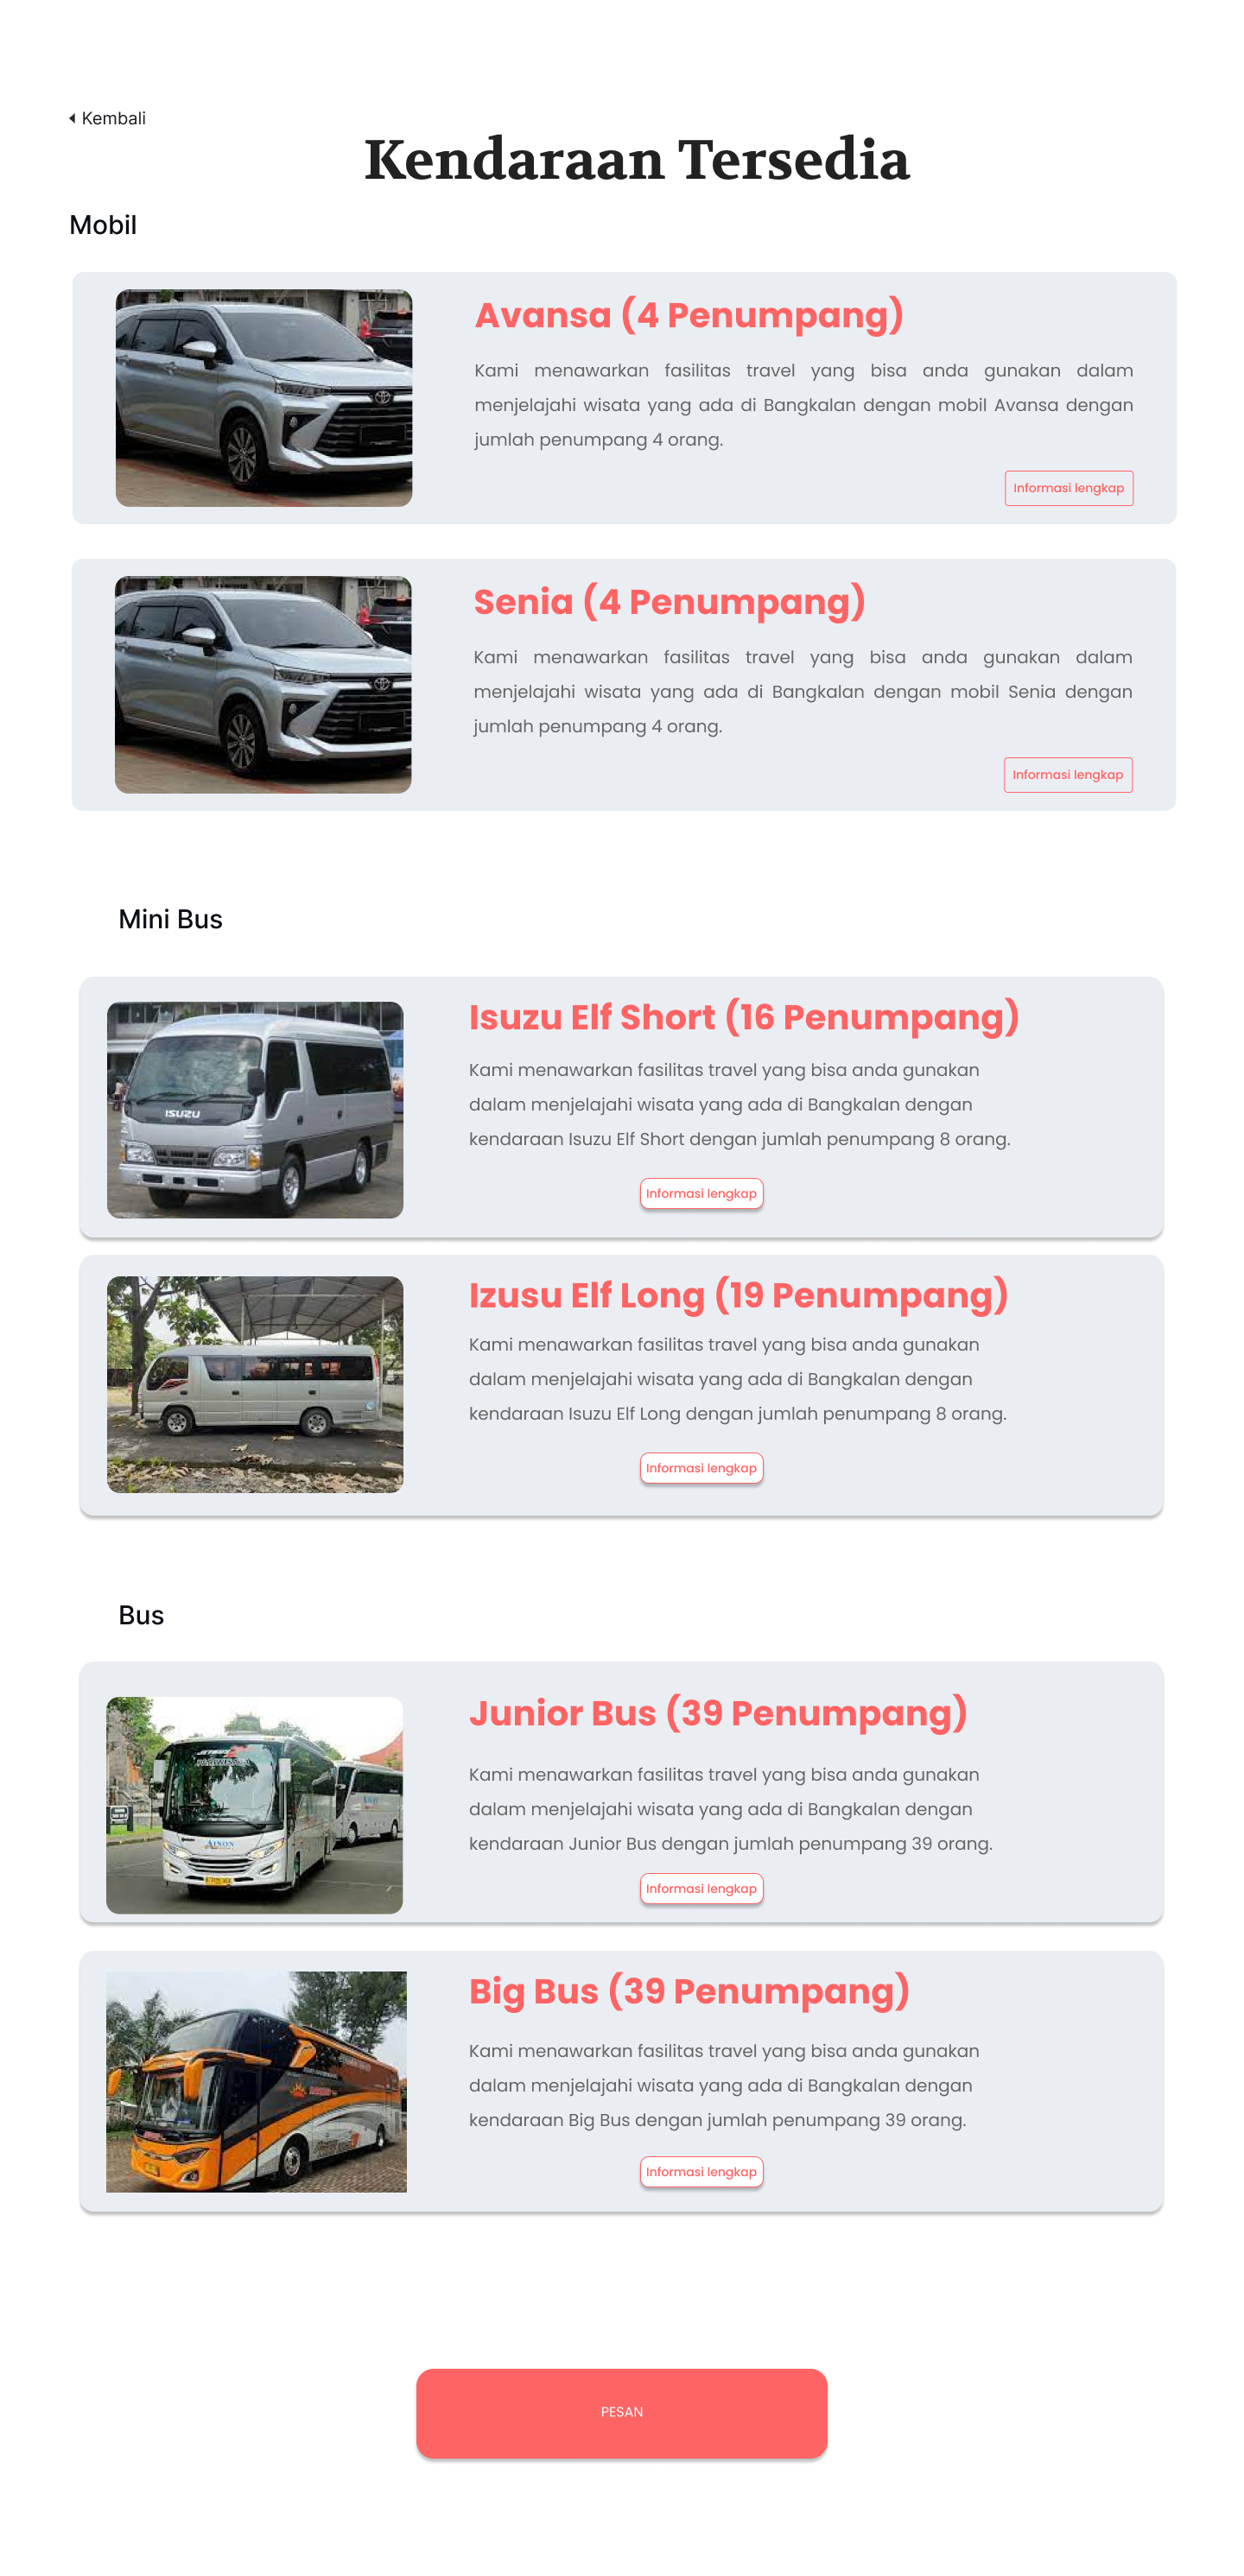 Kembali
Kendaraan Tersedia
Mobil
Avansa (4 Penumpang)
Kami menawarkan fasilitas travel yang bisa anda gunakan dalam
menjelajahi wisata yang ada di Bangkalan dengan mobil Avansa dengan
jumlah penumpang 4 orang.
Informasi lengkap
Senia (4 Penumpang)
Kami menawarkan fasilitas travel yang bisa anda gunakan dalam
menjelajahi wisata yang ada di Bangkalan dengan mobil Senia dengan
jumlah penumpang 4 orang.
Informasi lengkap
Mini Bus
ISUZU
Isuzu Elf Short (16 Penumpang)
Kami menawarkan fasilitas travel yang bisa anda gunakan
dalam menjelajahi wisata yang ada di Bangkalan dengan
kendaraan Isuzu Elf Short dengan jumlah penumpang 8 orang.
Informasi lengkap
Izusu Elf Long (19 Penumpang)
Kami menawarkan fasilitas travel yang bisa anda gunakan
dalam menjelajahi wisata yang ada di Bangkalan dengan
kendaraan Isuzu Elf Long dengan jumlah penumpang 8 orang.
Informasi lengkap
Bus
AINON
Junior Bus (39 Penumpang)
Kami menawarkan fasilitas travel yang bisa anda gunakan
dalam menjelajahi wisata yang ada di Bangkalan dengan
kendaraan Junior Bus dengan jumlah penumpang 39 orang.
Informasi lengkap
Big Bus (39 Penumpang)
Kami menawarkan fasilitas travel yang bisa anda gunakan
dalam menjelajahi wisata yang ada di Bangkalan dengan
kendaraan Big Bus dengan jumlah penumpang 39 orang.
Informasi lengkap
PESAN